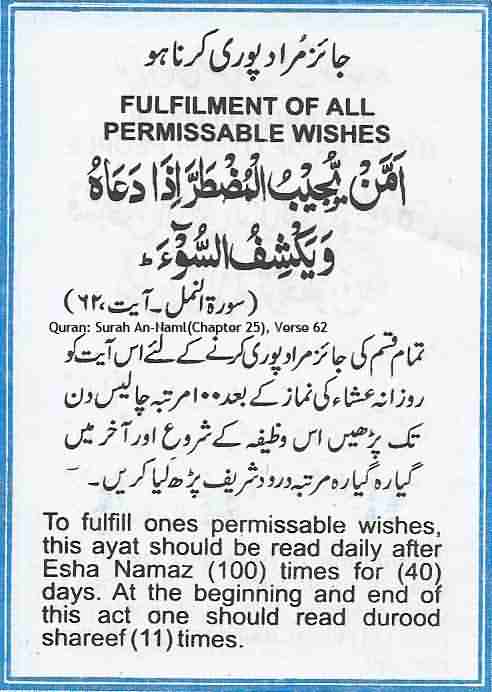 جائز مُراد پوری کرنا ہو
FULFILMENT OF ALL
PERMISSABLE WISHES
اَمَّنْ یُّجِیْبُ الْمُضْطَرَّ اِذَا دَعَاہُ
وَیَکْشِفُ السُّوْٓءَ ط
(سورۃ النمل۔ آیت، ۶۲)
Quran: Surah An-Naml(Chapter 25), Verse 62
تمام قسم کی جائز مراد پوری کرنے کے لئے اس آیت کو
روزانہ عشاء کی نماز کے بعد ۱۰۰ مرتبہ چالیس دن
تک پڑھیں اس وظیفہ کے شروع اور آخر میں
گیارہ گیارہ مرتبہ درود شریف پڑھ لیا کریں۔
To fulfill ones permissable wishes,
this ayat should be read daily after
Esha Namaz (100) times for (40)
days. At the beginning and end of
this act one should read durood
shareef (11) times.